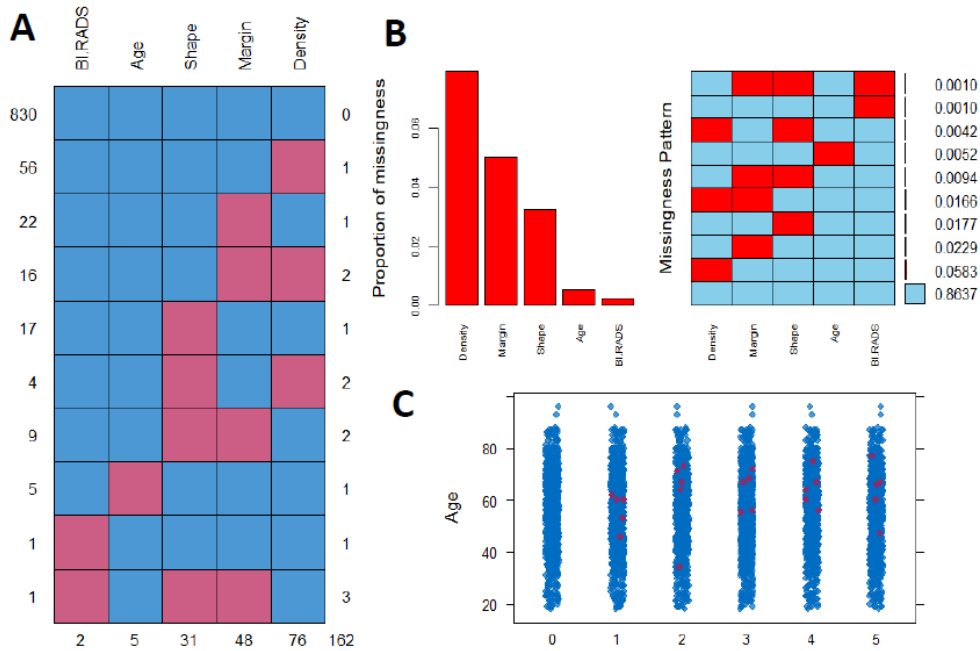 A
BI.RADS
Age
Shape
Margin
Density
830 0
56 1
22 1
16 2
17 1
4 2
9 2
5 1
1 1
1 3
2 5 31 48 76 162
B
Proportion of missingness
0.06
0.04
0.02
0.00
Density
Margin
Shape
Age
BI.RADS
Missingness Pattern
0.0010
0.0010
0.0042
0.0052
0.0094
0.0166
0.0177
0.0229
0.0583
0.8637
Density
Margin
Shape
Age
BI.RADS
C
Age
80
60
40
20
0 1 2 3 4 5